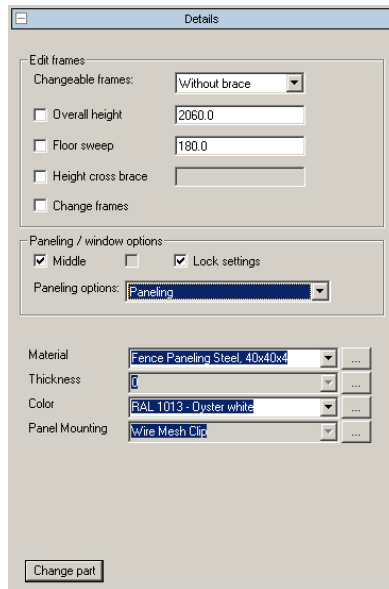 Details
Edit frames
Changeable frames: Without brace
Overall height 2060.0
Floor sweep 180.0
Height cross brace
Change frames
Paneling / window options
Middle Lock settings
Paneling options: Paneling
Material Fence Paneling Steel, 40x40x4 ...
Thickness 0 ...
Color RAL 1013 - Oyster white ...
Panel Mounting Wire Mesh Clip ...
Change part